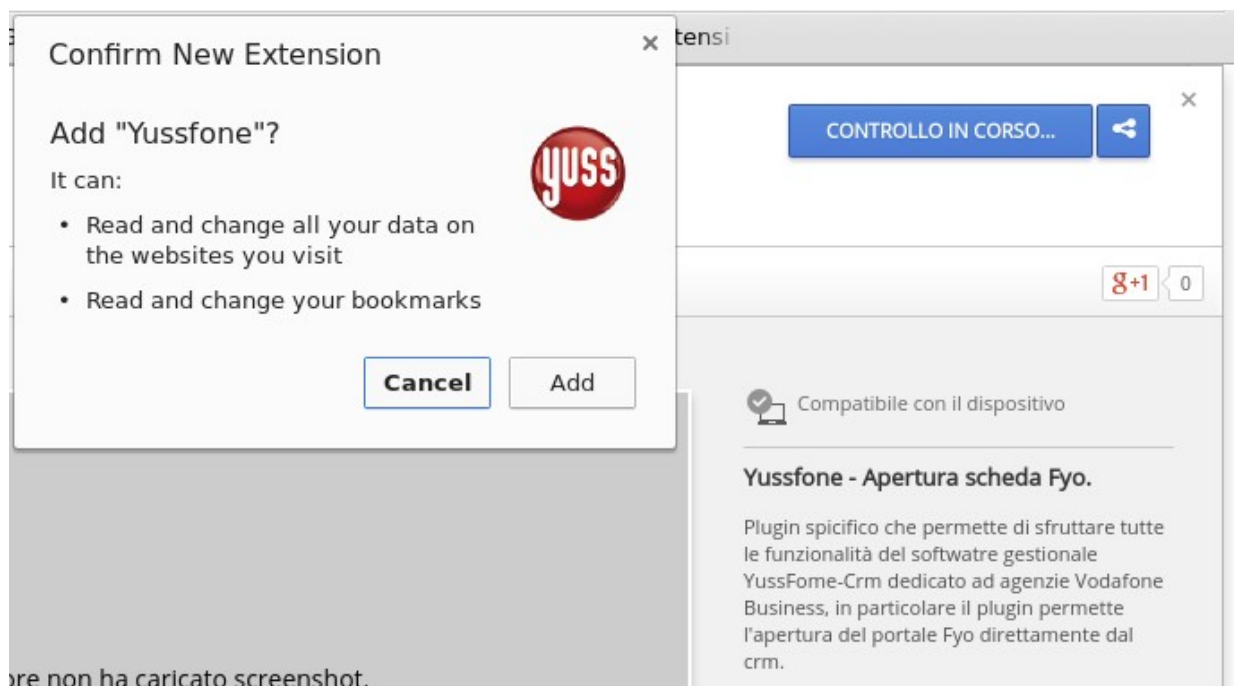 tensi
Confirm New Extension
Add "Yussfone"?
yuss
It can:
• Read and change all your data on
the websites you visit
• Read and change your bookmarks
Cancel
Add
CONTROLLO IN CORSO...
g+1
0
Compatibile con il dispositivo
Yussfone - Apertura scheda Fyo.
Plugin spicifico che permette di sfruttare tutte
le funzionalità del softwatre gestionale
YussFome-Crm dedicato ad agenzie Vodafone
Business, in particolare il plugin permette
l'apertura del portale Fyo direttamente dal
crm.
ore non ha caricato screenshot.